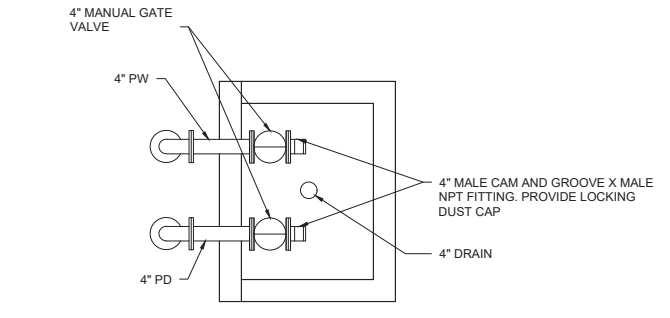 4" MANUAL GATE
VALVE
4" PW
4" MALE CAM AND GROOVE X MALE
NPT FITTING. PROVIDE LOCKING
DUST CAP
4" DRAIN
4" PD